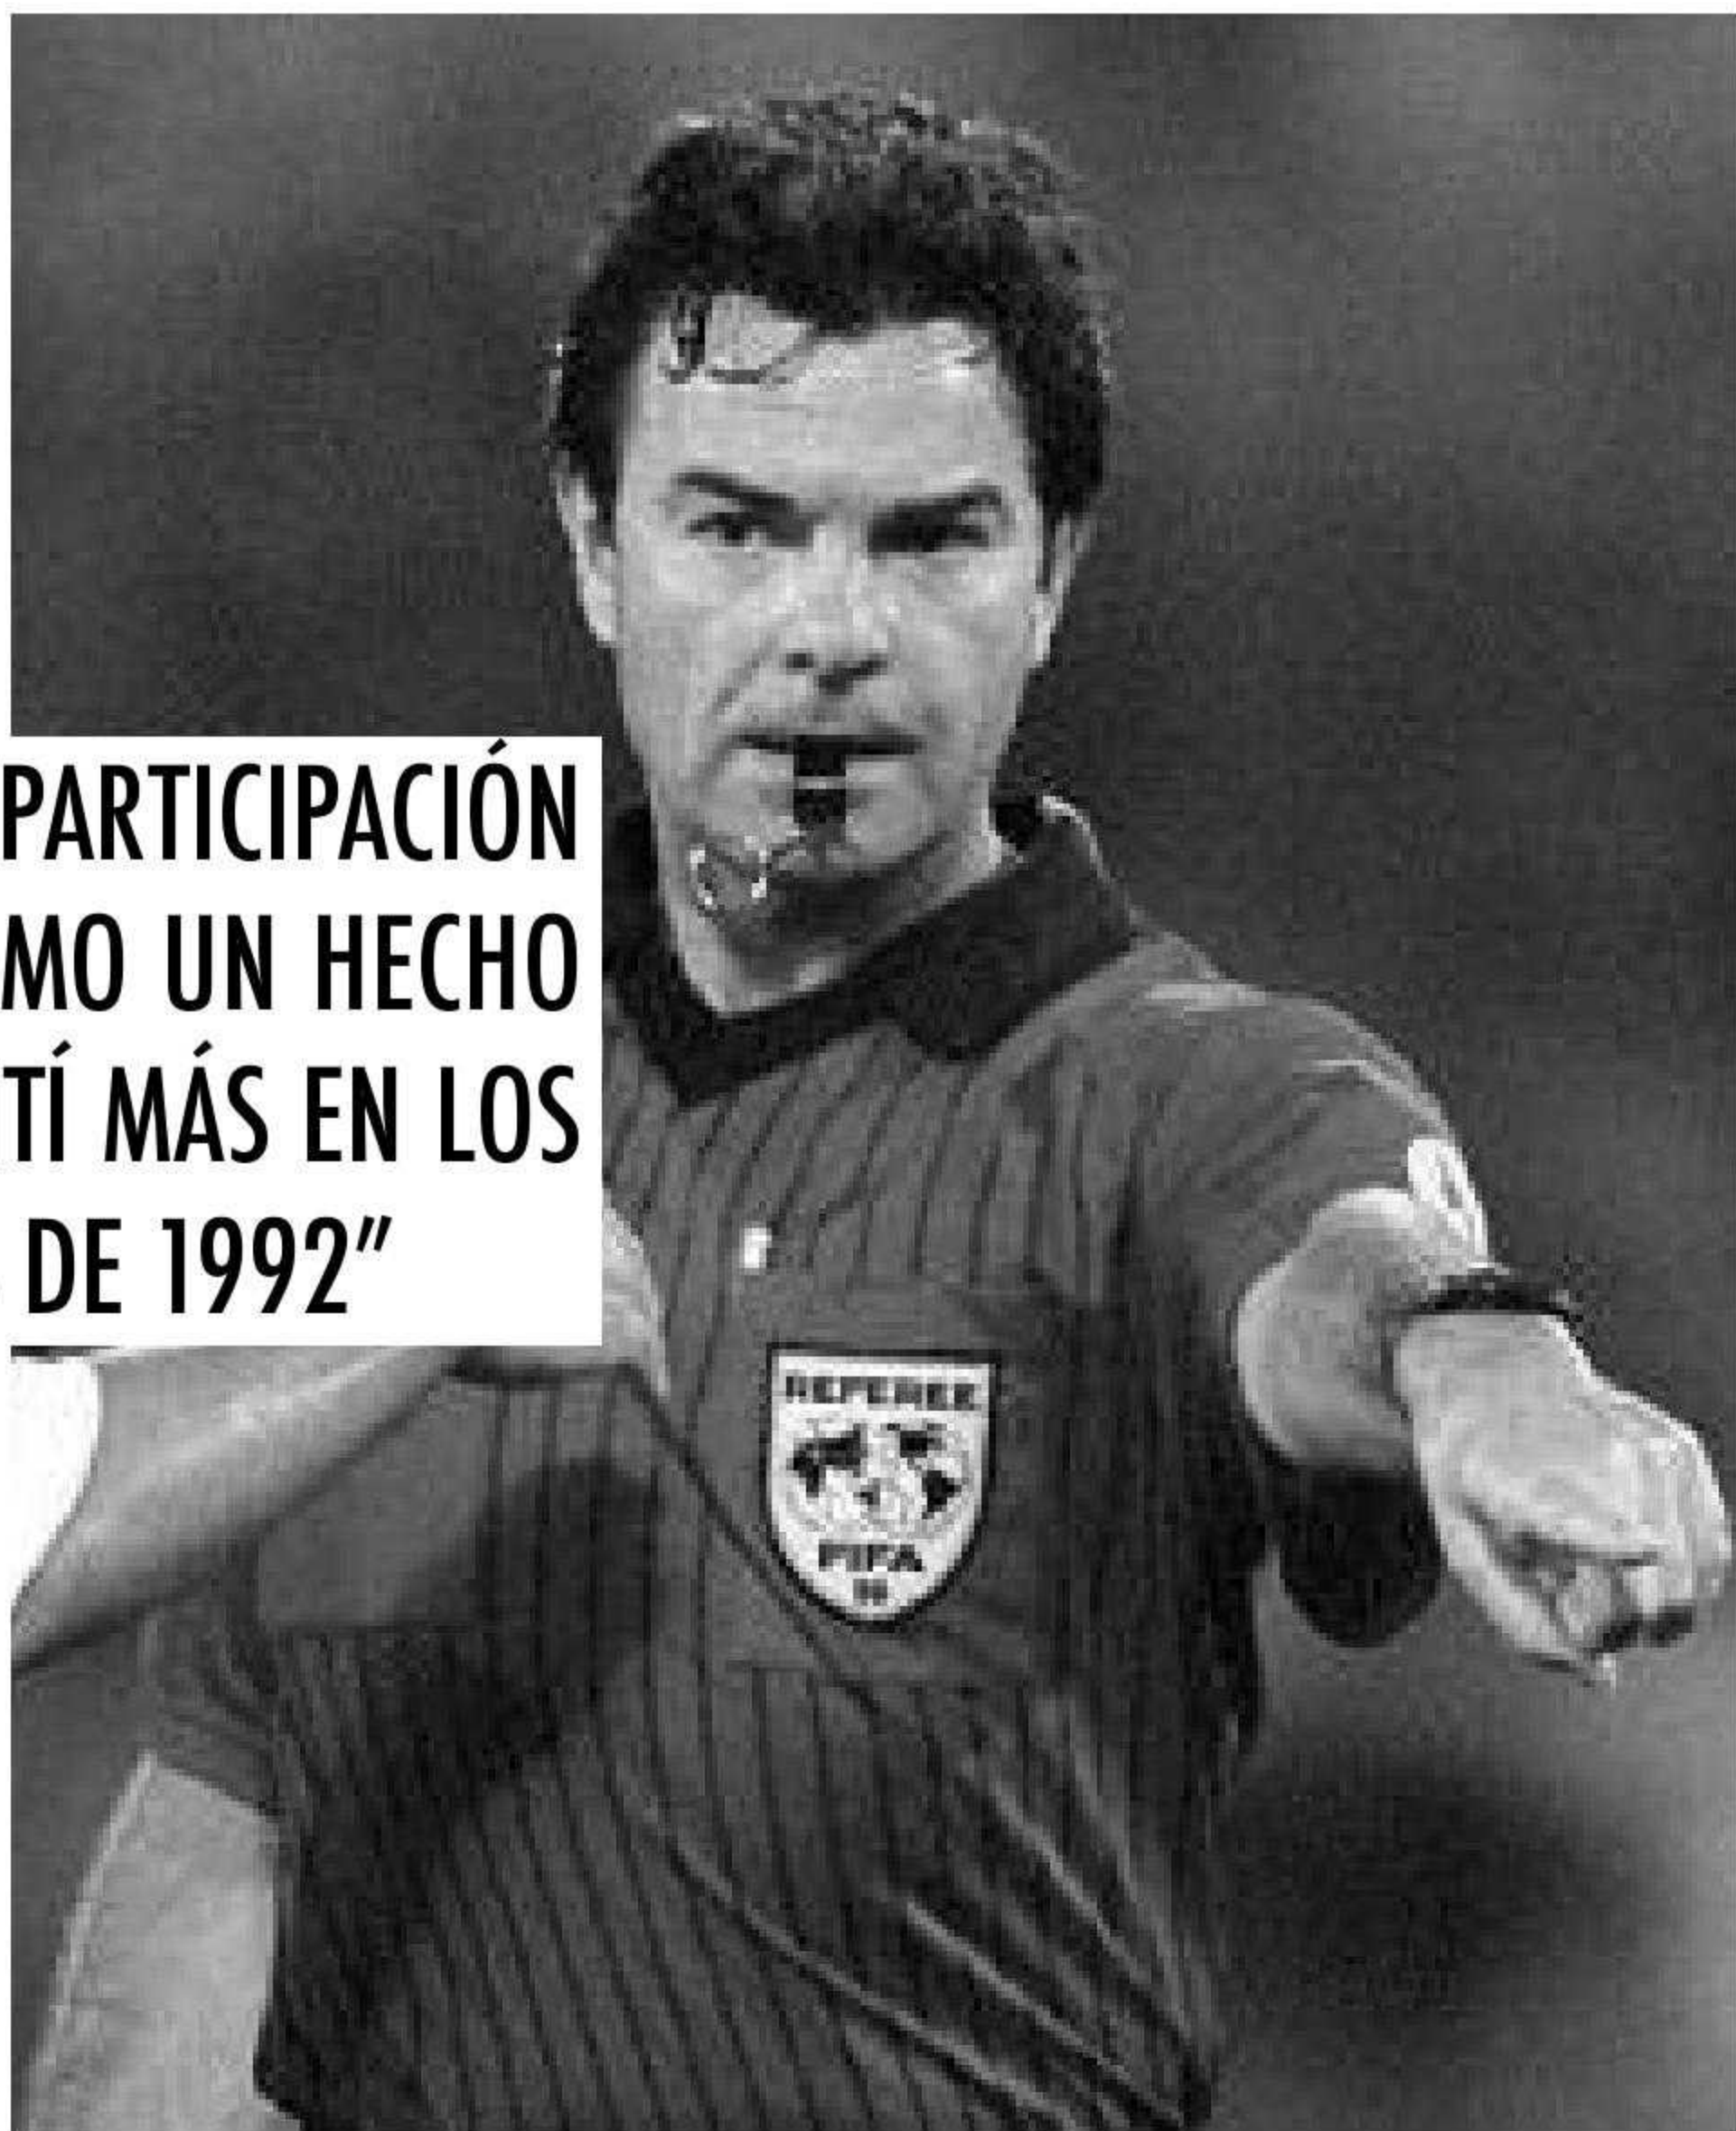 PARTICIPACIÓN
MO UN HECHO
TÍ MÁS EN LOS
DE 1992"
REFEREE
FIFA